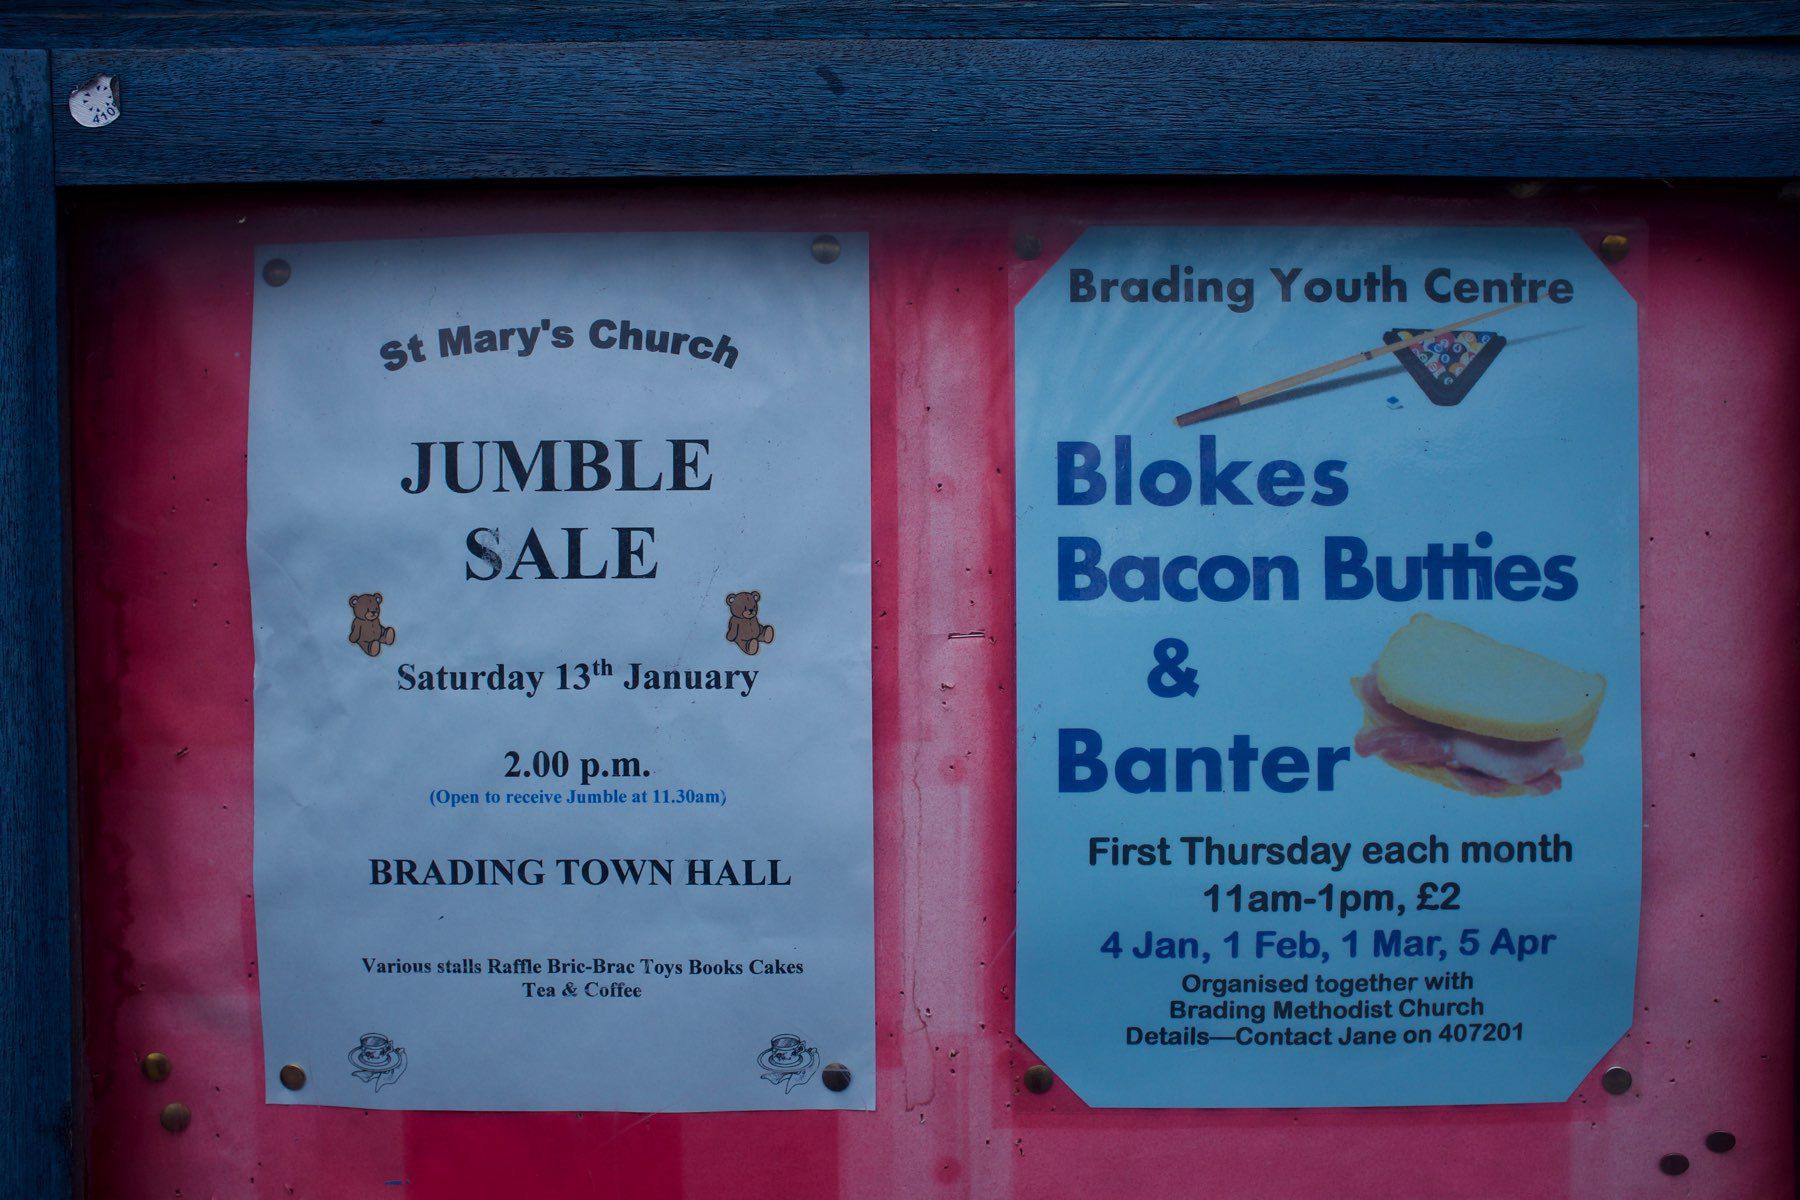 410
St Mary's Church
JUMBLE
SALE
Saturday 13th January
2.00 p.m.
(Open to receive Jumble at 11.30am)
BRADING TOWN HALL
Various stalls Raffle Bric-Brac Toys Books Cakes
Tea & Coffee
Brading Youth Centre
Blokes
Bacon Butties
&
Banter
First Thursday each month
11am-1pm, £2
4 Jan, 1 Feb, 1 Mar, 5 Apr
Organised together with
Brading Methodist Church
Details—Contact Jane on 407201